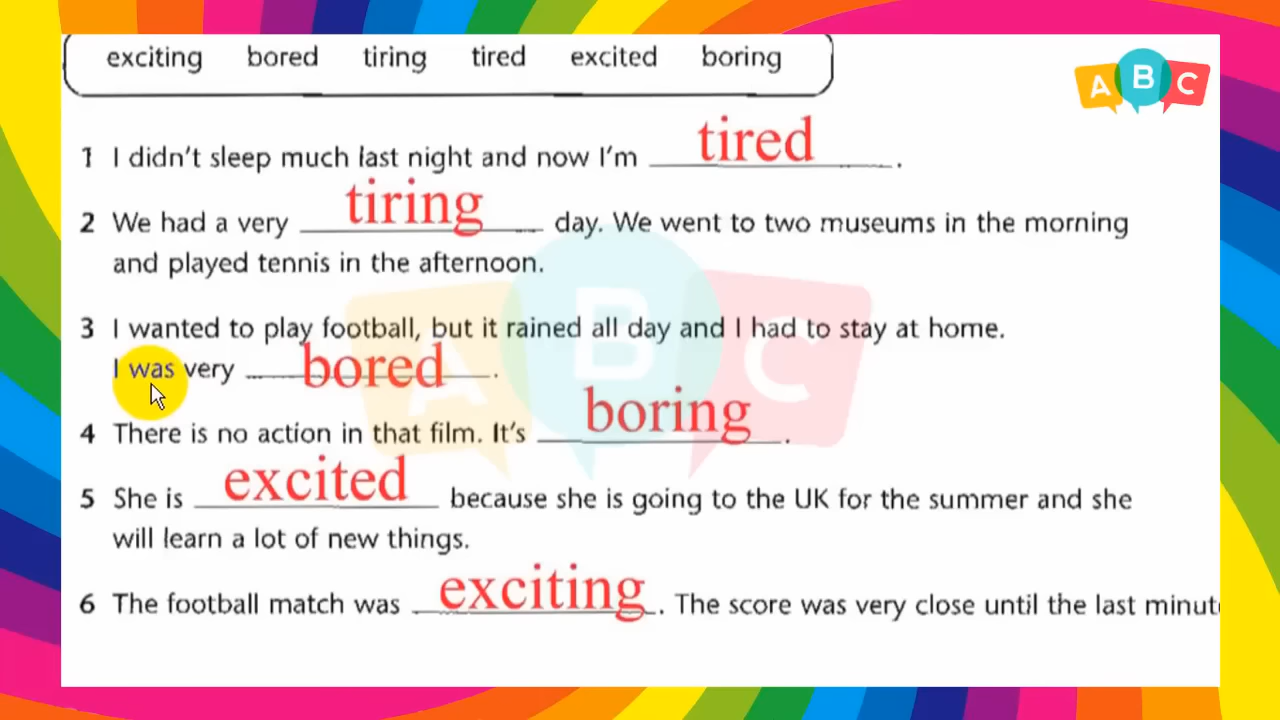 exciting bored tiring tired excited boring
A B C
1 I didn't sleep much last night and now I'm tired.
2 We had a very tiring day. We went to two museums in the morning
and played tennis in the afternoon.
3 I wanted to play football, but it rained all day and I had to stay at home.
I was very bored.
4 There is no action in that film. It's boring.
5 She is excited because she is going to the UK for the summer and she
will learn a lot of new things.
6 The football match was exciting. The score was very close until the last minut
A B C